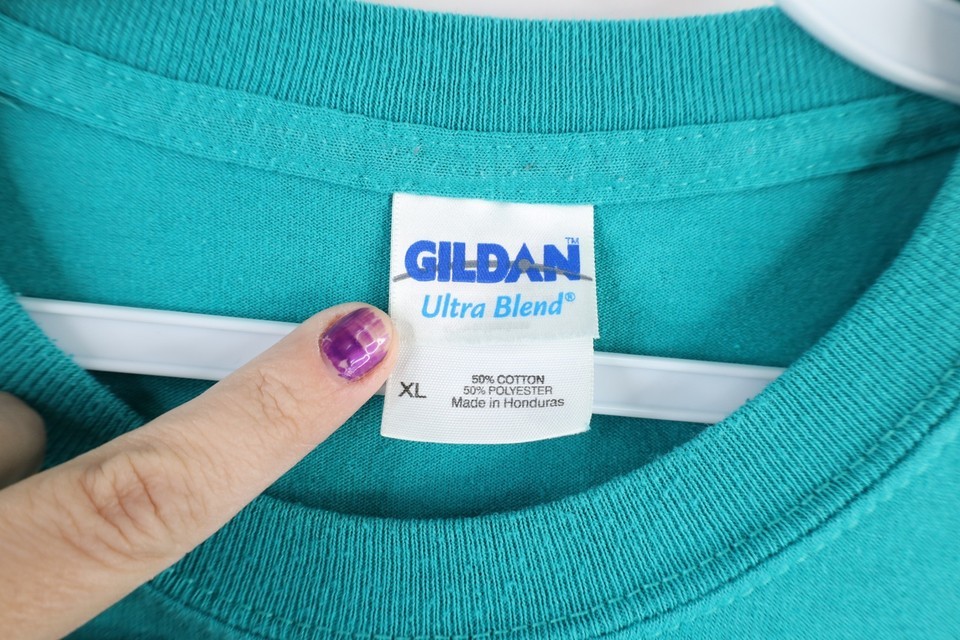 GILDAN™
Ultra Blend®
XL
50% COTTON
50% POLYESTER
Made in Honduras